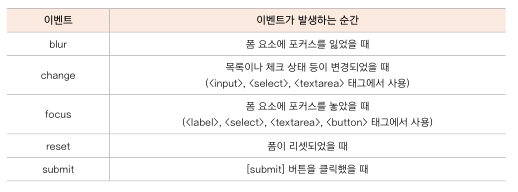 이벤트 이벤트가 발생하는 순간
blur 폼 요소에 포커스를 잃었을 때
change 목록이나 체크 상태 등이 변경되었을 때
(<input>, <select>, <textarea> 태그에서 사용)
focus 폼 요소에 포커스를 놓았을 때
(<label>, <select>, <textarea>, <button> 태그에서 사용)
reset 폼이 리셋되었을 때
submit [submit] 버튼을 클릭했을 때